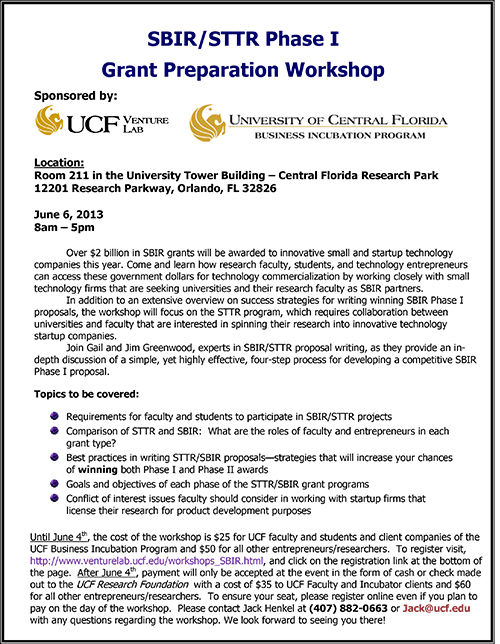 SBIR/STTR Phase I
Grant Preparation Workshop
Sponsored by:
UCF VENTURE LAB
UNIVERSITY OF CENTRAL FLORIDA
BUSINESS INCUBATION PROGRAM
Location:
Room 211 in the University Tower Building – Central Florida Research Park
12201 Research Parkway, Orlando, FL 32826
June 6, 2013
8am – 5pm
Over $2 billion in SBIR grants will be awarded to innovative small and startup technology
companies this year. Come and learn how research faculty, students, and technology entrepreneurs
can access these government dollars for technology commercialization by working closely with small
technology firms that are seeking universities and their research faculty as SBIR partners.
In addition to an extensive overview on success strategies for writing winning SBIR Phase I
proposals, the workshop will focus on the STTR program, which requires collaboration between
universities and faculty that are interested in spinning their research into innovative technology
startup companies.
Join Gail and Jim Greenwood, experts in SBIR/STTR proposal writing, as they provide an in-
depth discussion of a simple, yet highly effective, four-step process for developing a competitive SBIR
Phase I proposal.
Topics to be covered:
Requirements for faculty and students to participate in SBIR/STTR projects
Comparison of STTR and SBIR: What are the roles of faculty and entrepreneurs in each
grant type?
Best practices in writing STTR/SBIR proposals—strategies that will increase your chances
of winning both Phase I and Phase II awards
Goals and objectives of each phase of the STTR/SBIR grant programs
Conflict of interest issues faculty should consider in working with startup firms that
license their research for product development purposes
Until June 4th, the cost of the workshop is $25 for UCF faculty and students and client companies of the
UCF Business Incubation Program and $50 for all other entrepreneurs/researchers. To register visit,
http://www.venturelab.ucf.edu/workshops_SBIR.html, and click on the registration link at the bottom of
the page. After June 4th, payment will only be accepted at the event in the form of cash or check made
out to the UCF Research Foundation with a cost of $35 to UCF Faculty and Incubator clients and $60
for all other entrepreneurs/researchers. To ensure your seat, please register online even if you plan to
pay on the day of the workshop. Please contact Jack Henkel at (407) 882-0663 or Jack@ucf.edu
with any questions regarding the workshop. We look forward to seeing you there!